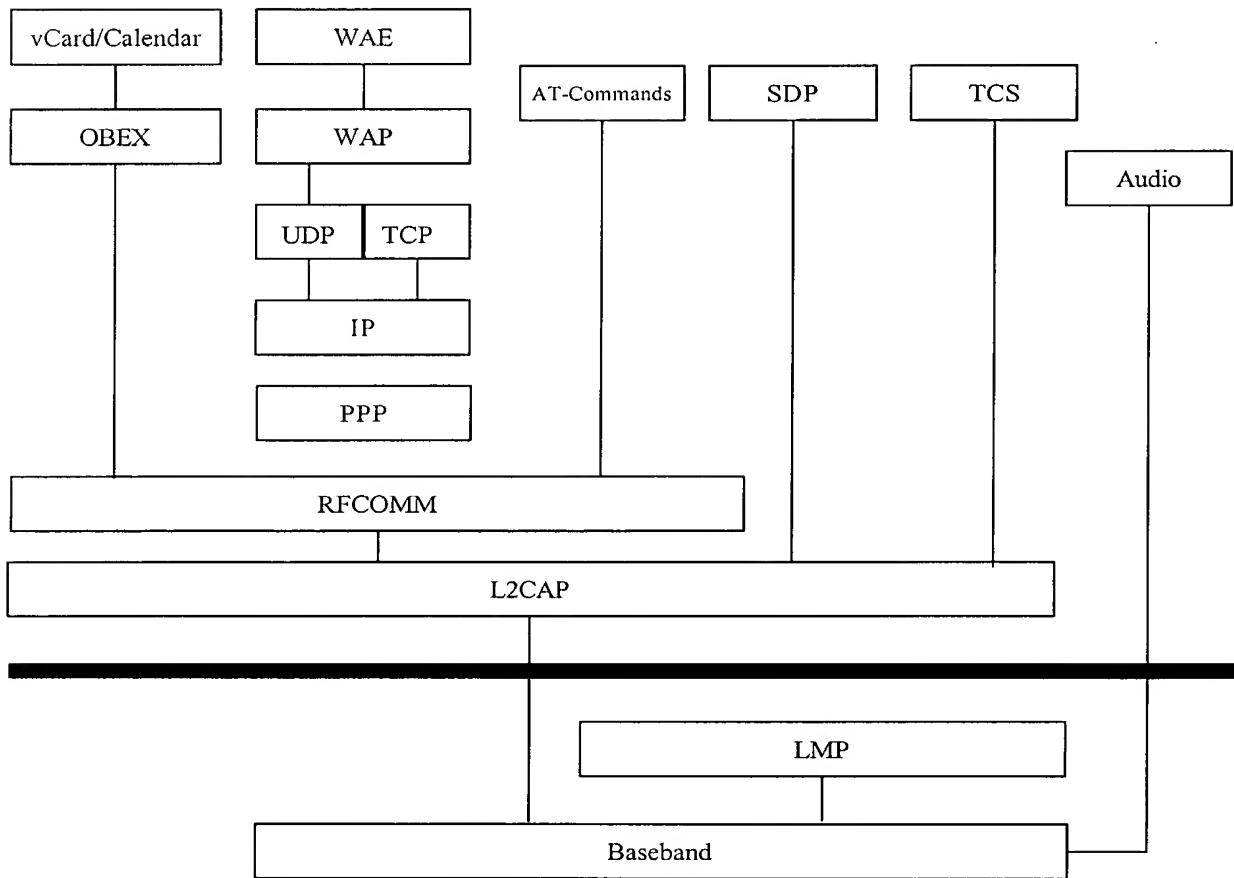 vCard/Calendar
WAE
AT-Commands
SDP
TCS
OBEX
WAP
Audio
UDP
TCP
IP
PPP
RFCOMM
L2CAP
LMP
Baseband